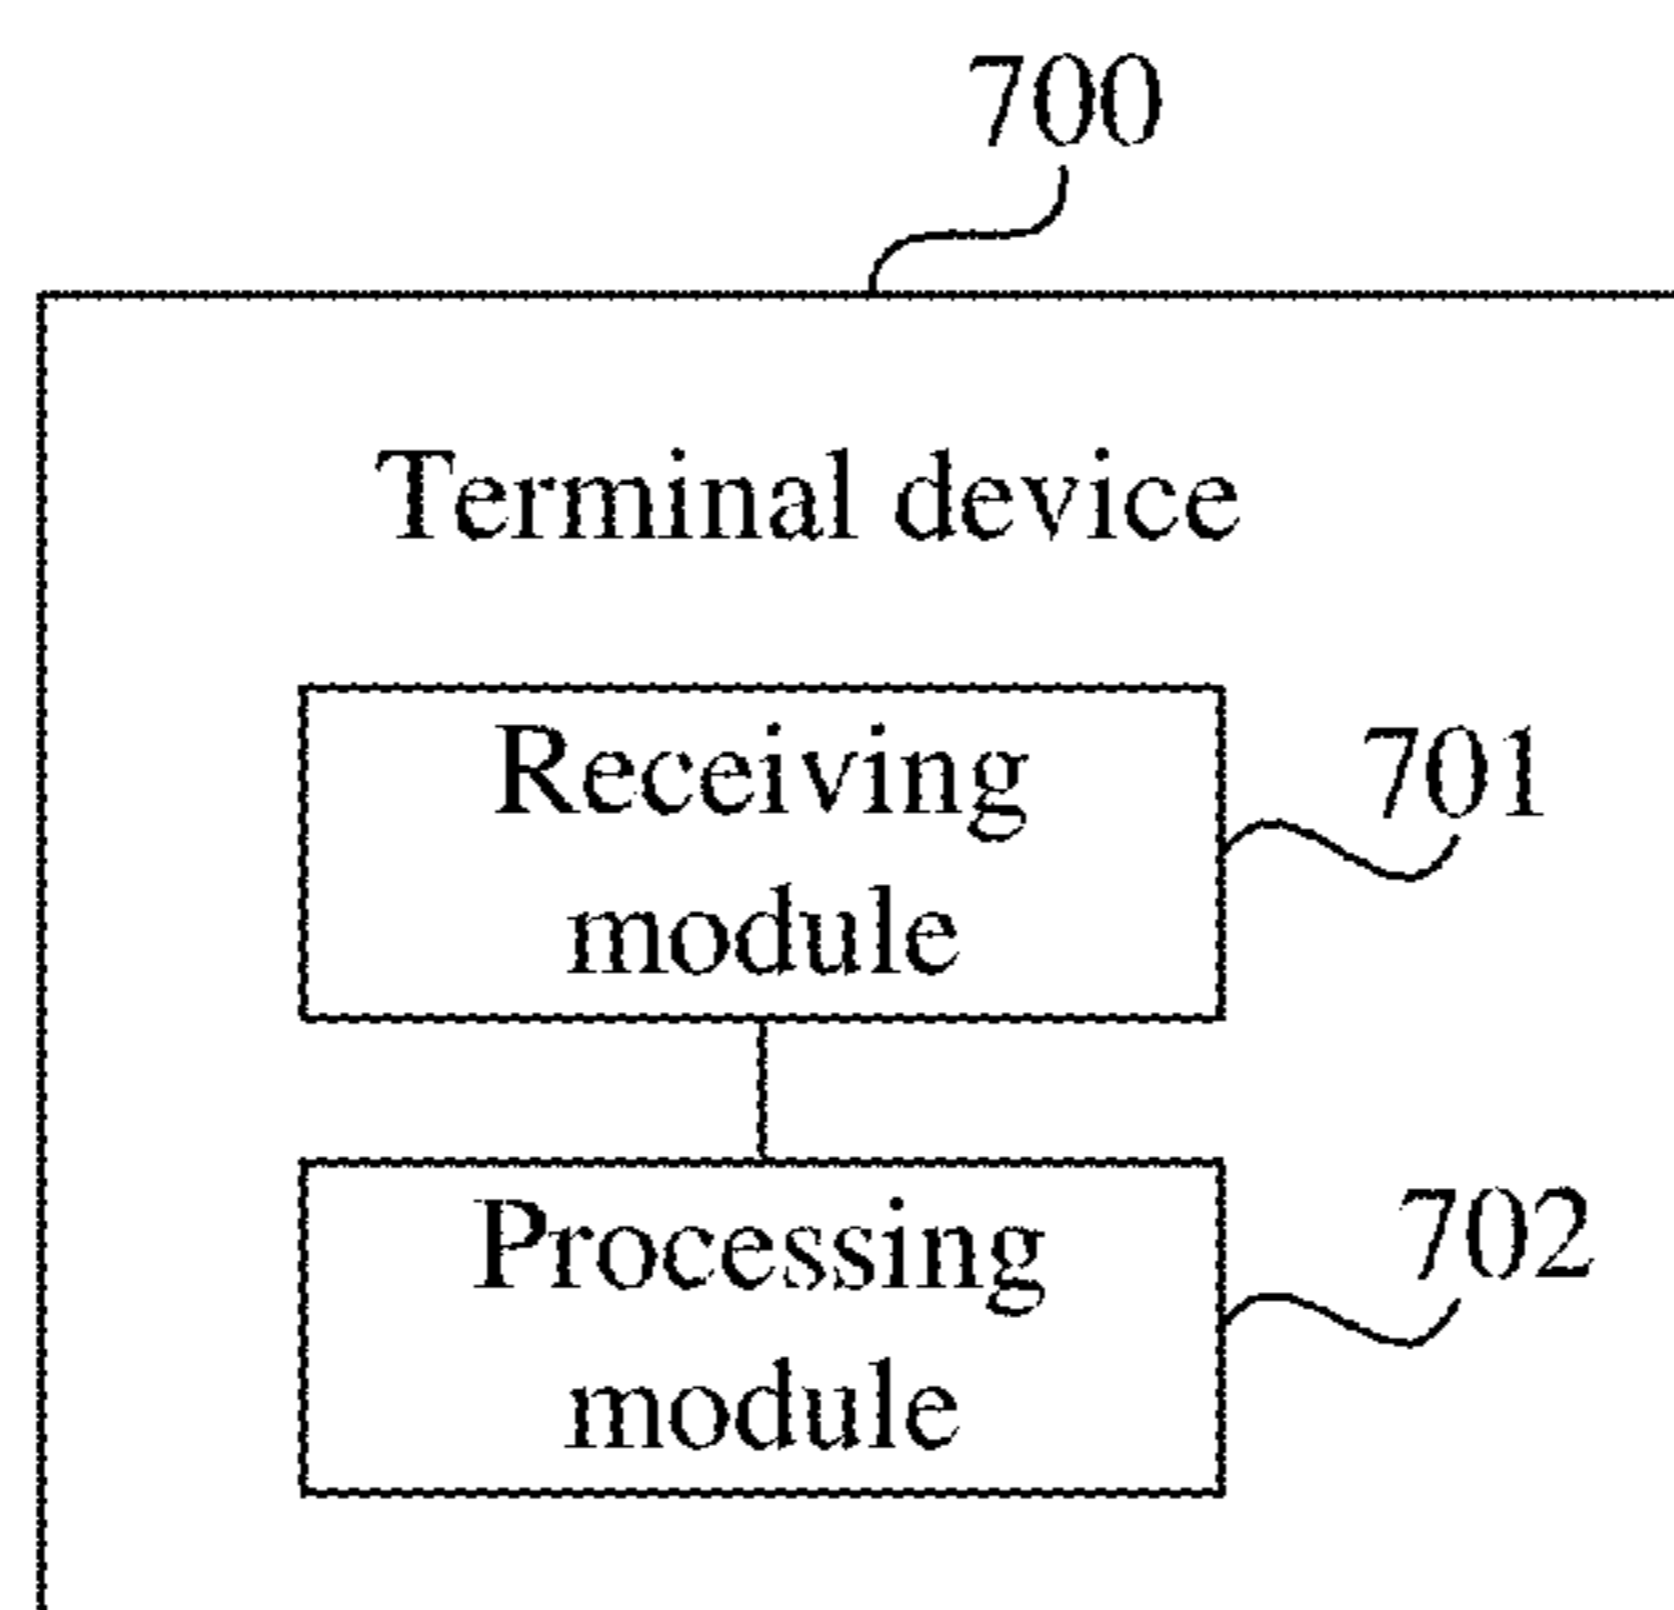 700
Terminal device
Receiving
module
701
Processing
module
702